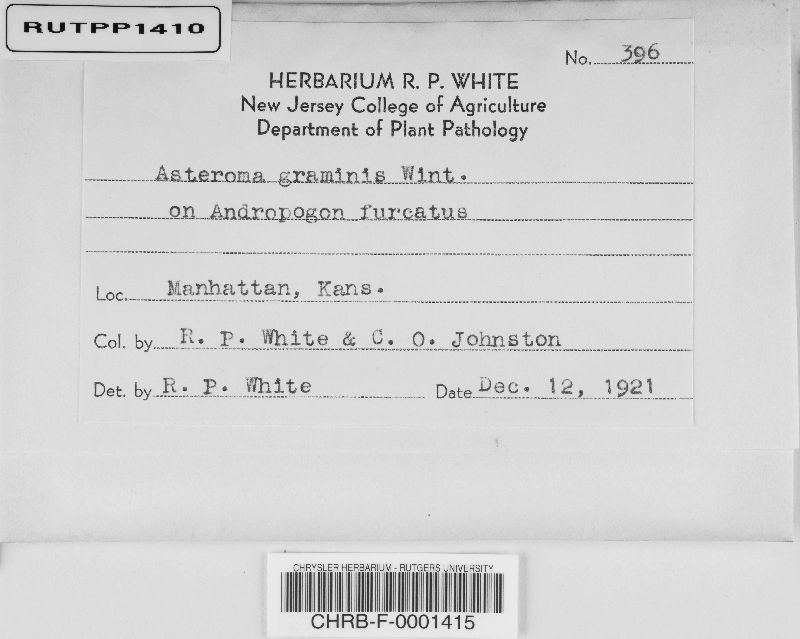 RUTPP1410
No. 396
HERBARIUM R. P. WHITE
New Jersey College of Agriculture
Department of Plant Pathology
Asteroma graminis Wint.
on Andropogon furcatus
Loc. Manhattan, Kans.
Col. by R. P. White & C. O. Johnston
Det. by R. P. White Date Dec. 12, 1921
CHRYSLER HERBARIUM - RUTGERS UNIVERSITY
CHRB-F-0001415